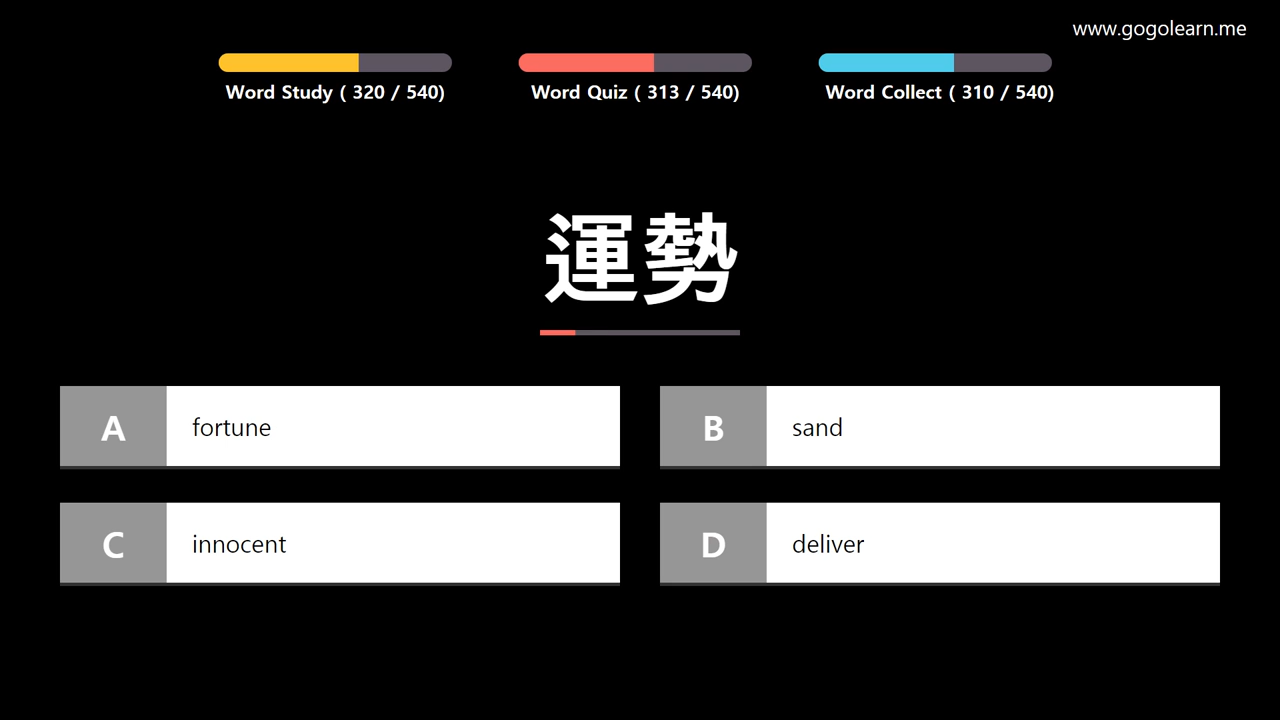 www.gogolearn.me
Word Study ( 320 / 540)
Word Quiz ( 313 / 540)
Word Collect ( 310 / 540)
運勢
A fortune
B sand
C innocent
D deliver